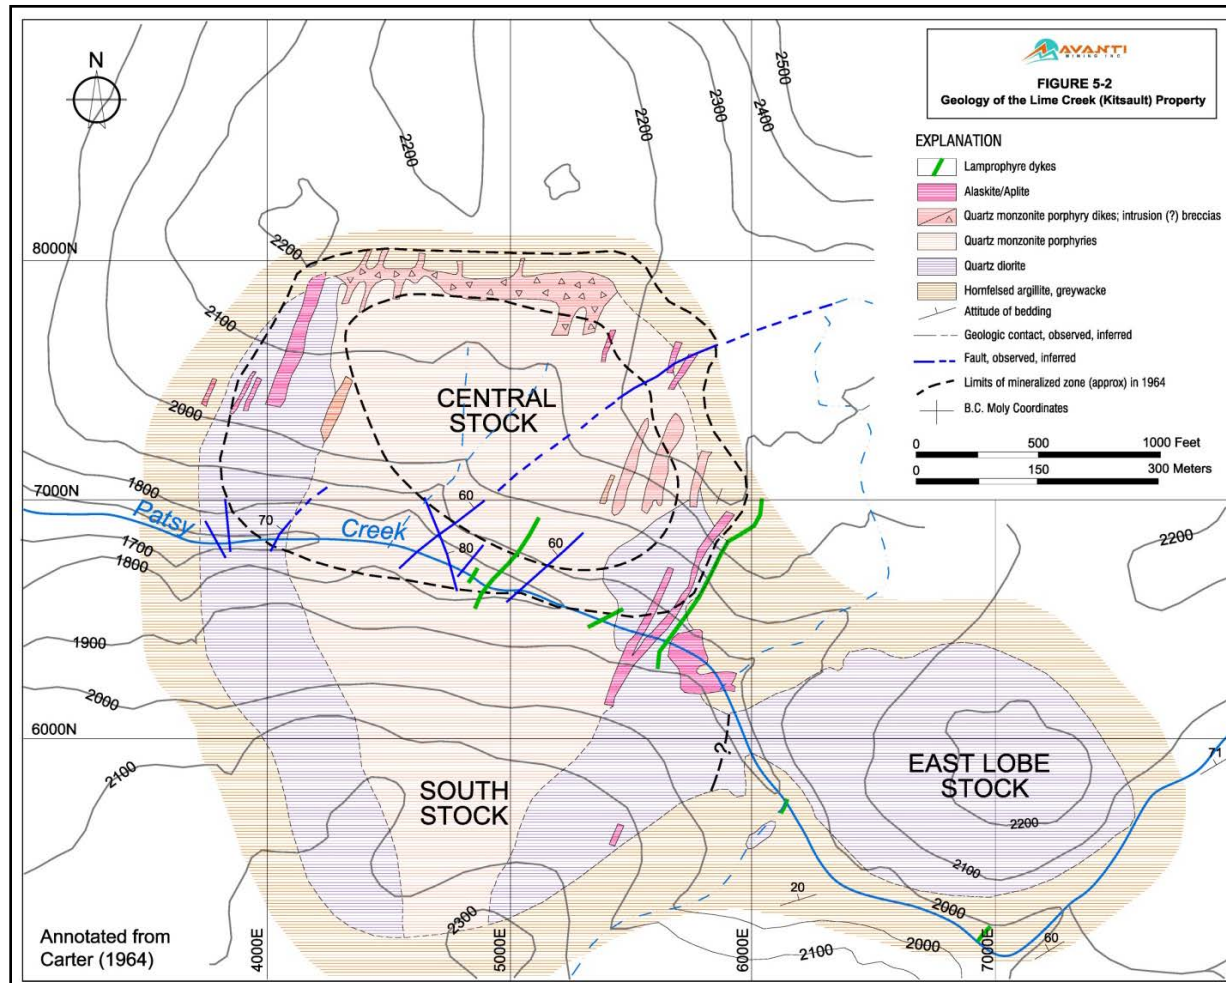 N
AVANTI
MINING INC
FIGURE 5-2
Geology of the Lime Creek (Kitsault) Property
EXPLANATION
Lamprophyre dykes
Alaskite/Aplite
Quartz monzonite porphyry dikes; intrusion (?) breccias
Quartz monzonite porphyries
Quartz diorite
Hornfelsed argillite, greywacke
Attitude of bedding
Geologic contact, observed, inferred
Fault, observed, inferred
Limits of mineralized zone (approx) in 1964
B.C. Moly Coordinates
0 500 1000 Feet
0 150 300 Meters
2500
2400
2300
2200
2200
2200
8000N
2100
2000
CENTRAL
STOCK
1800
7000N
60
70
Patsy Creek
80
60
1700
1800
2200
1900
2000
6000N
?
2100
EAST LOBE
STOCK
71
SOUTH
STOCK
2200
2100
20
2000
2300
2000
2100
60
4000E
5000E
6000E
7000E
Annotated from
Carter (1964)